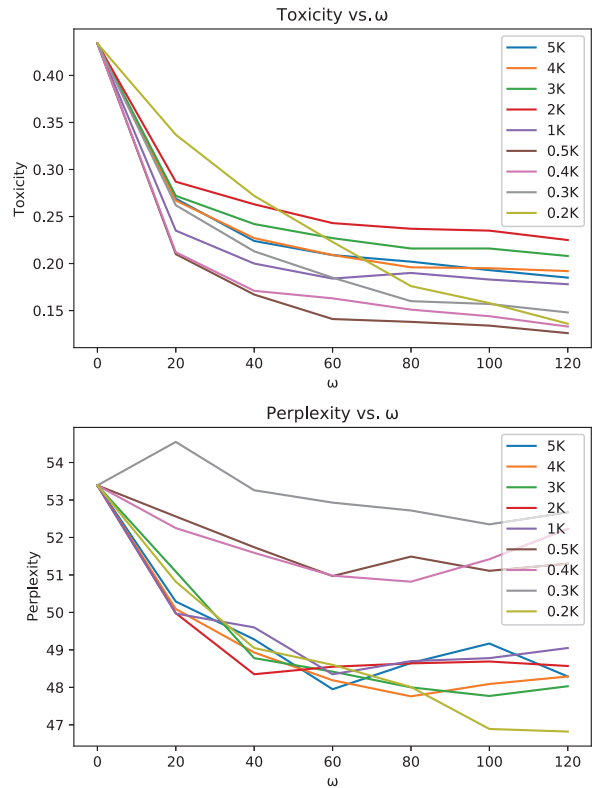 Toxicity vs. ω
0.40
0.35
0.30
0.25
0.20
0.15
Toxicity
5K
4K
3K
2K
1K
0.5K
0.4K
0.3K
0.2K
0 20 40 60 80 100 120
ω
Perplexity vs. ω
54
53
52
51
50
49
48
47
Perplexity
5K
4K
3K
2K
1K
0.5K
0.4K
0.3K
0.2K
0 20 40 60 80 100 120
ω